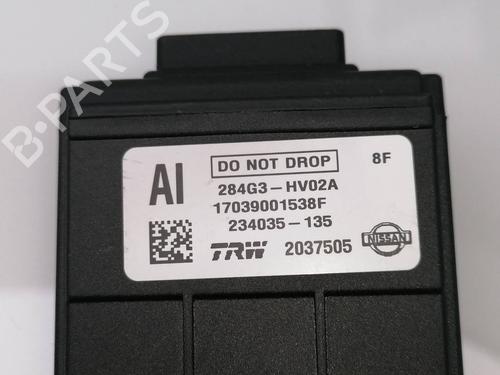 B-PARTS
DO NOT DROP
8F
AI
284G3-HV02A
17039001538F
234035-135
TRW 2037505
NISSAN